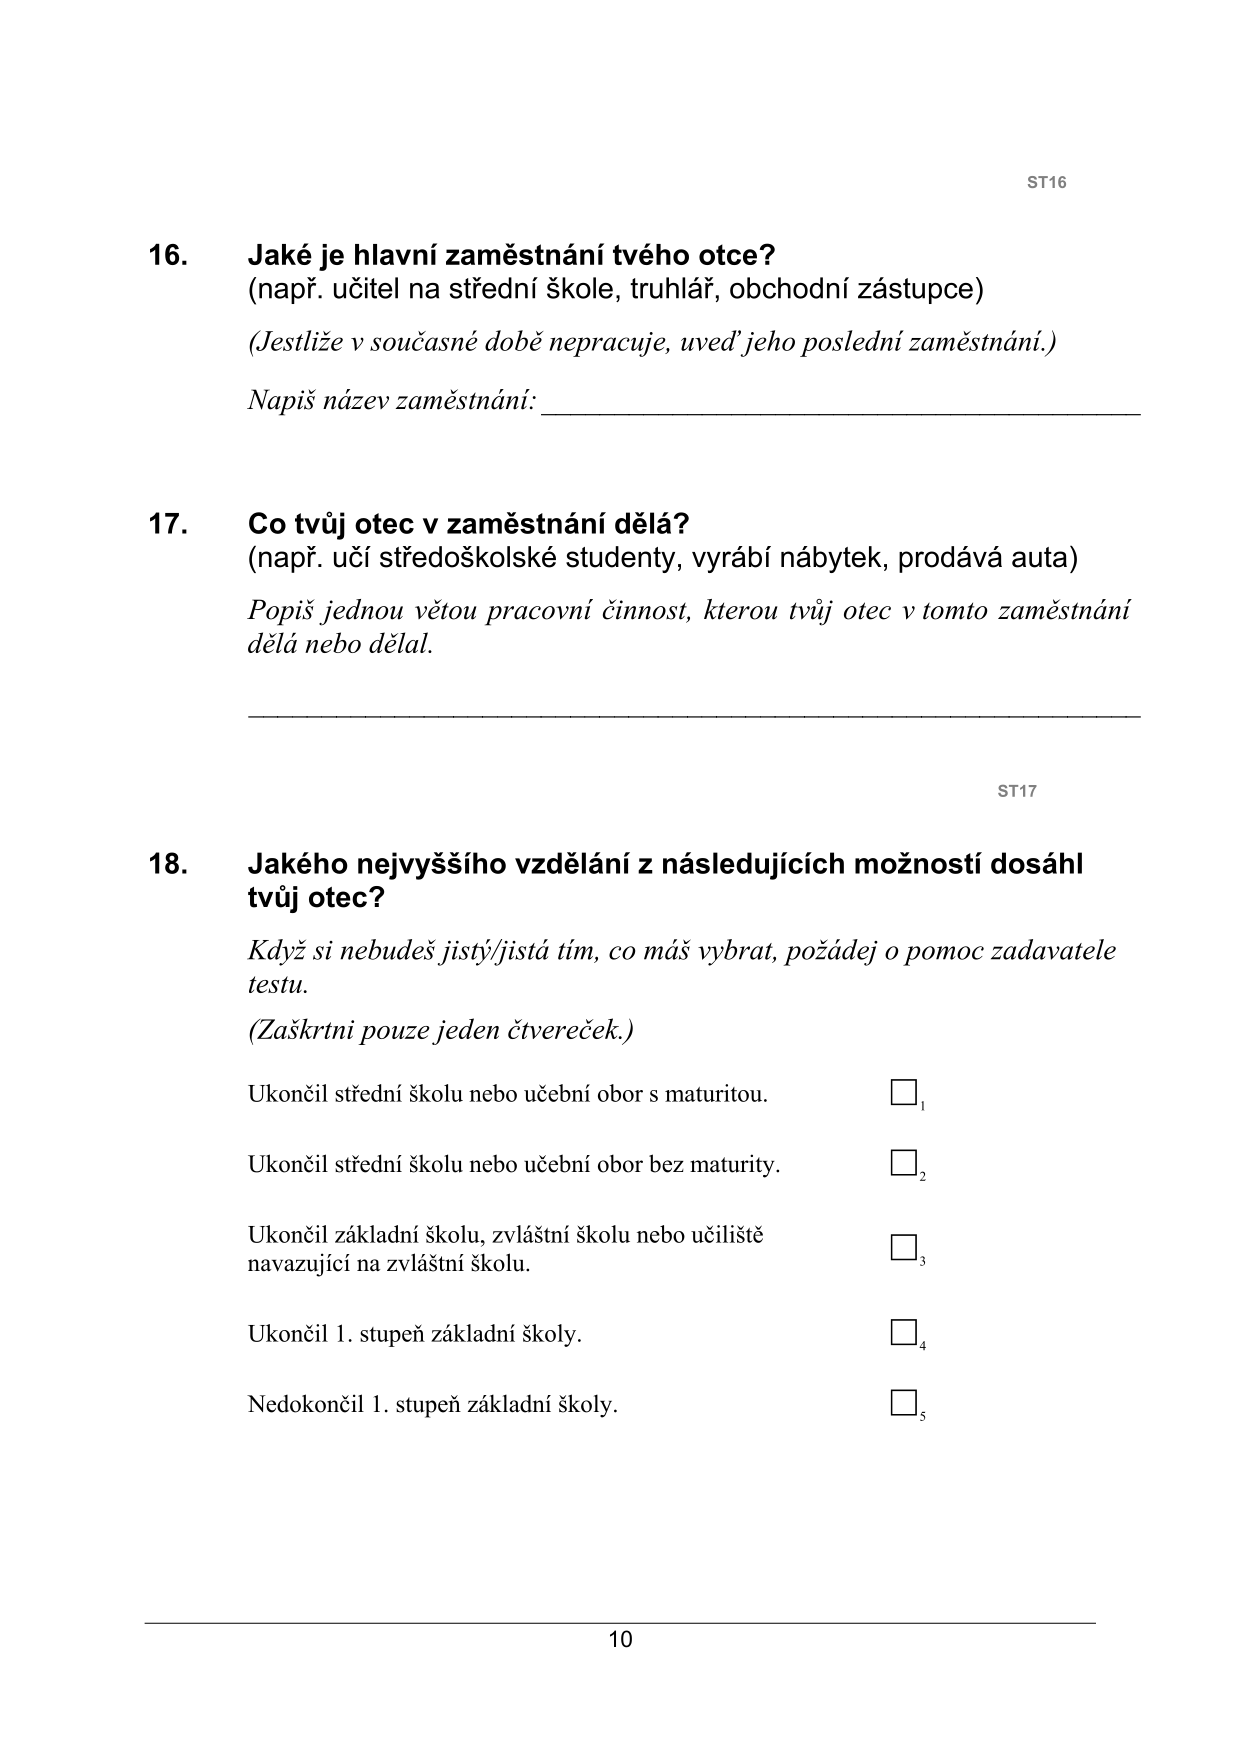 ST16
16. Jaké je hlavní zaměstnání tvého otce?
(např. učitel na střední škole, truhlář, obchodní zástupce)
(Jestliže v současné době nepracuje, uveď jeho poslední zaměstnání.)
Napiš název zaměstnání: ________________________________________
17. Co tvůj otec v zaměstnání dělá?
(např. učí středoškolské studenty, vyrábí nábytek, prodává auta)
Popiš jednou větou pracovní činnost, kterou tvůj otec v tomto zaměstnání
dělá nebo dělal.
____________________________________________________________
ST17
18. Jakého nejvyššího vzdělání z následujících možností dosáhl
tvůj otec?
Když si nebudeš jistý/jistá tím, co máš vybrat, požádej o pomoc zadavatele
testu.
(Zaškrtni pouze jeden čtvereček.)
Ukončil střední školu nebo učební obor s maturitou. □1
Ukončil střední školu nebo učební obor bez maturity. □2
Ukončil základní školu, zvláštní školu nebo učiliště
navazující na zvláštní školu. □3
Ukončil 1. stupeň základní školy. □4
Nedokončil 1. stupeň základní školy. □5
10